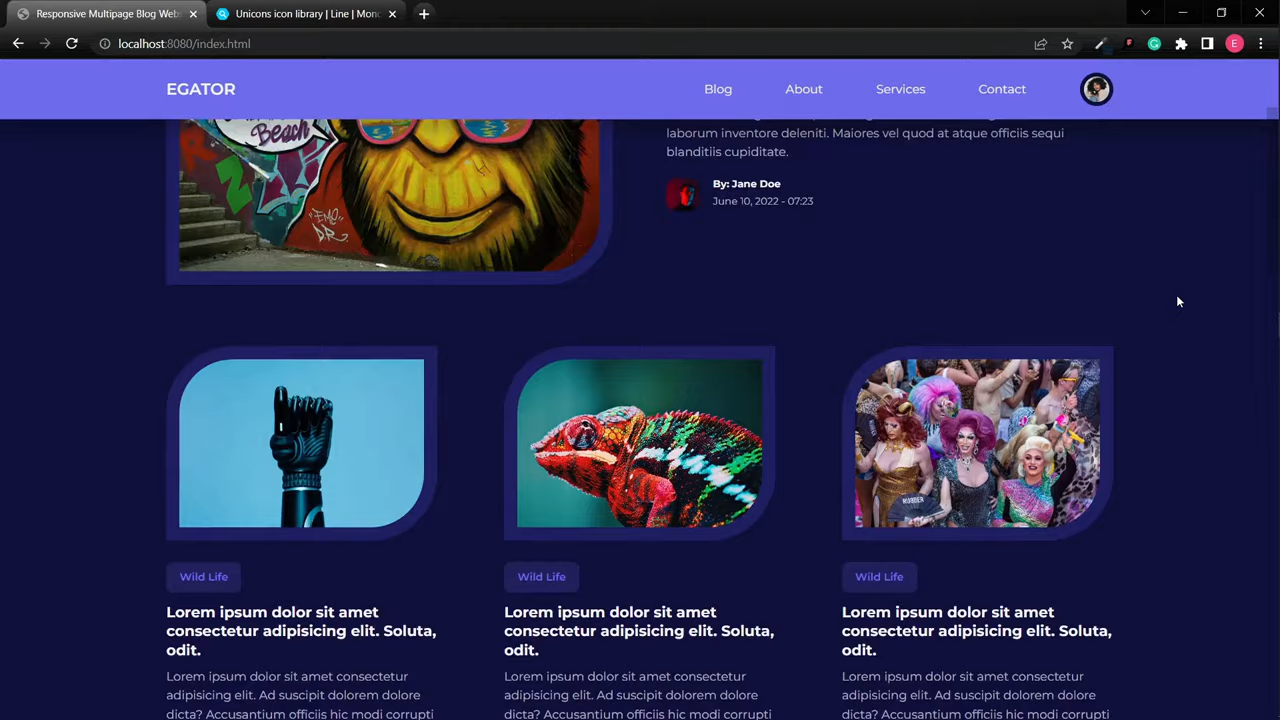 Responsive Multipage Blog Webs
Unicons icon library | Line | Mono
localhost:8080/index.html
E
EGATOR
Blog
About
Services
Contact
Beach
laborum inventore deleniti. Maiores vel quod at atque officiis sequi
blanditiis cupiditate.
By: Jane Doe
June 10, 2022 - 07:23
RUBBER
Wild Life
Lorem ipsum dolor sit amet
consectetur adipisicing elit. Soluta,
odit.
Lorem ipsum dolor sit amet consectetur
adipisicing elit. Ad suscipit dolorem dolore
dicta? Accusantium officiis hic modi corrupti
Wild Life
Lorem ipsum dolor sit amet
consectetur adipisicing elit. Soluta,
odit.
Lorem ipsum dolor sit amet consectetur
adipisicing elit. Ad suscipit dolorem dolore
dicta? Accusantium officiis hic modi corrupti
Wild Life
Lorem ipsum dolor sit amet
consectetur adipisicing elit. Soluta,
odit.
Lorem ipsum dolor sit amet consectetur
adipisicing elit. Ad suscipit dolorem dolore
dicta? Accusantium officiis hic modi corrupti